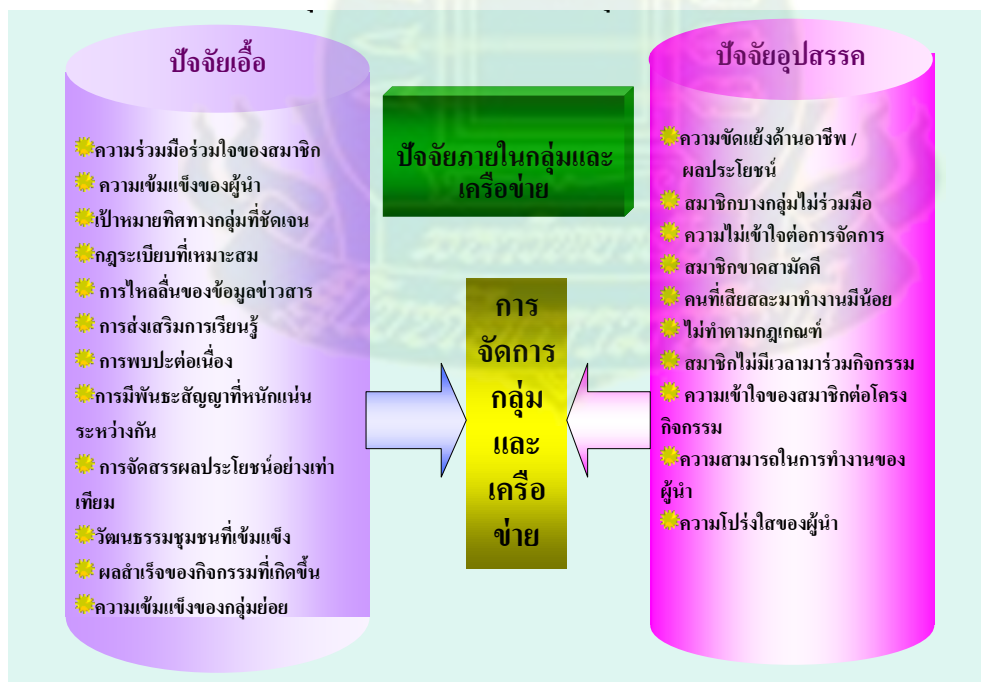 ปัจจัยเอื้อ
ความร่วมมือร่วมใจของสมาชิก
ความเข้มแข็งของผู้นำ
เป้าหมายทิศทางกลุ่มที่ชัดเจน
กฎระเบียบที่เหมาะสม
การไหลลื่นของข้อมูลข่าวสาร
การส่งเสริมการเรียนรู้
การพบปะต่อเนื่อง
การมีพันธะสัญญาที่หนักแน่น
ระหว่างกัน
การจัดสรรผลประโยชน์อย่างเท่า
เทียม
วัฒนธรรมชุมชนที่เข้มแข็ง
ผลสำเร็จของกิจกรรมที่เกิดขึ้น
ความเข้มแข็งของกลุ่มย่อย
ปัจจัยภายในกลุ่มและ
เครือข่าย
การ
จัดการ
กลุ่ม
และ
เครือ
ข่าย
ปัจจัยอุปสรรค
ความขัดแย้งด้านอาชีพ /
ผลประโยชน์
สมาชิกบางกลุ่มไม่ร่วมมือ
ความไม่เข้าใจต่อการจัดการ
สมาชิกขาดสามัคคี
คนที่เสียสละมาทำงานมีน้อย
ไม่ทำตามกฎเกณฑ์
สมาชิกไม่มีเวลามาร่วมกิจกรรม
ความเข้าใจของสมาชิกต่อโครง
กิจกรรม
ความสามารถในการทำงานของ
ผู้นำ
ความโปร่งใสของผู้นำ